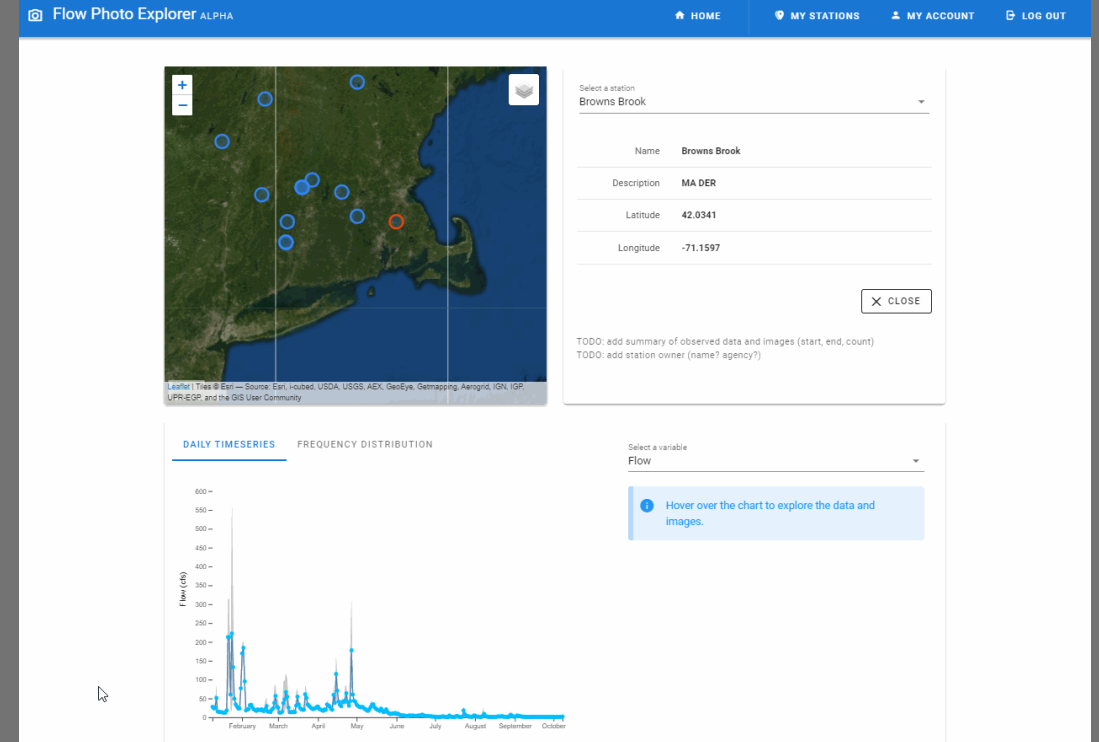 Flow Photo Explorer ALPHA
HOME
MY STATIONS
MY ACCOUNT
LOG OUT
+
−
Leaflet | Tiles © Esri — Source: Esri, i-cubed, USDA, USGS, AEX, GeoEye, Getmapping, Aerogrid, IGN, IGP,
UPR-EGP, and the GIS User Community
Select a station
Browns Brook
Name Browns Brook
Description MA DER
Latitude 42.0341
Longitude -71.1597
CLOSE
TODO: add summary of observed data and images (start, end, count)
TODO: add station owner (name? agency?)
DAILY TIMESERIES
FREQUENCY DISTRIBUTION
Select a variable
Flow
Hover over the chart to explore the data and
images.
Flow (cfs)
600
550
500
450
400
350
300
250
200
150
100
50
0
February March April May June July August September October